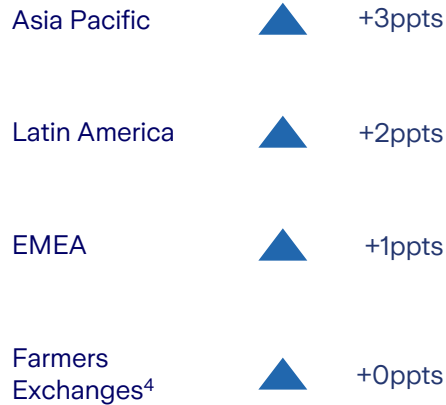 Asia Pacific +3ppts
Latin America +2ppts
EMEA +1ppts
Farmers
Exchanges⁴ +0ppts